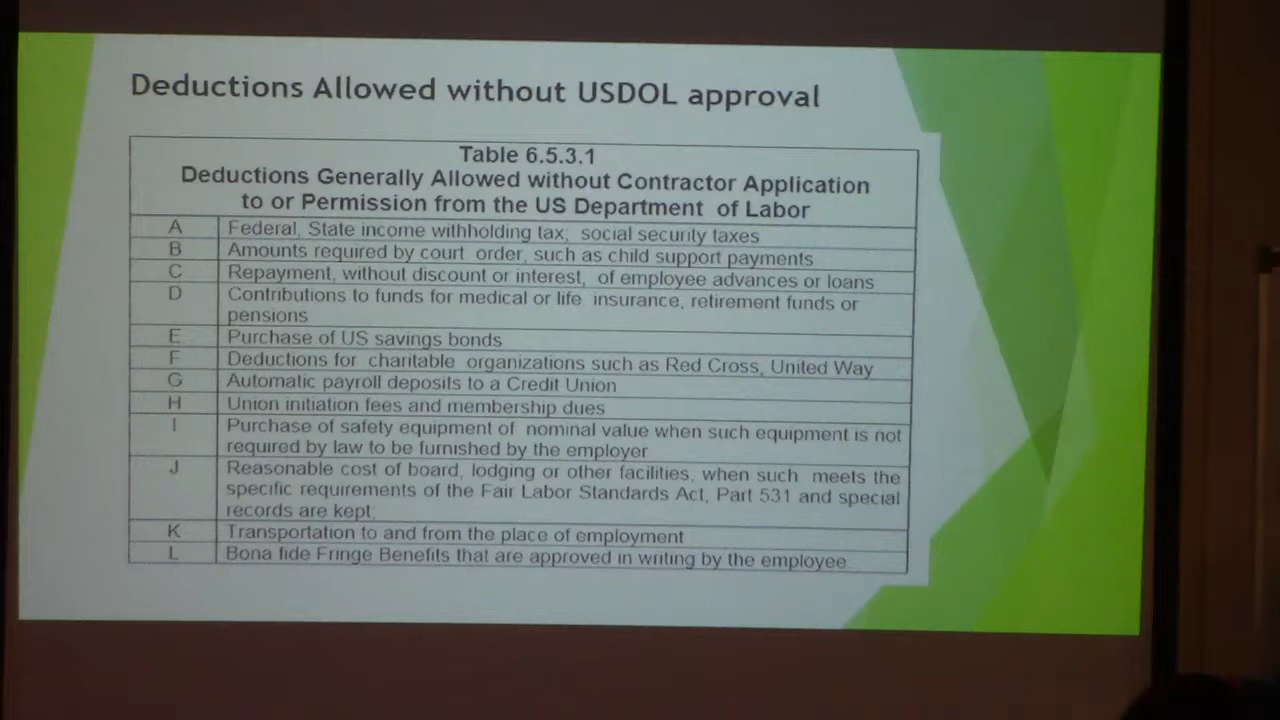 Deductions Allowed without USDOL approval
Table 6.5.3.1
Deductions Generally Allowed without Contractor Application
to or Permission from the US Department of Labor
A Federal, State income withholding tax; social security taxes
B Amounts required by court order, such as child support payments
C Repayment, without discount or interest, of employee advances or loans
D Contributions to funds for medical or life insurance, retirement funds or
pensions
E Purchase of US savings bonds
F Deductions for charitable organizations such as Red Cross, United Way
G Automatic payroll deposits to a Credit Union
H Union initiation fees and membership dues
I Purchase of safety equipment of nominal value when such equipment is not
required by law to be furnished by the employer
J Reasonable cost of board, lodging or other facilities, when such meets the
specific requirements of the Fair Labor Standards Act, Part 531 and special
records are kept;
K Transportation to and from the place of employment
L Bona fide Fringe Benefits that are approved in writing by the employee